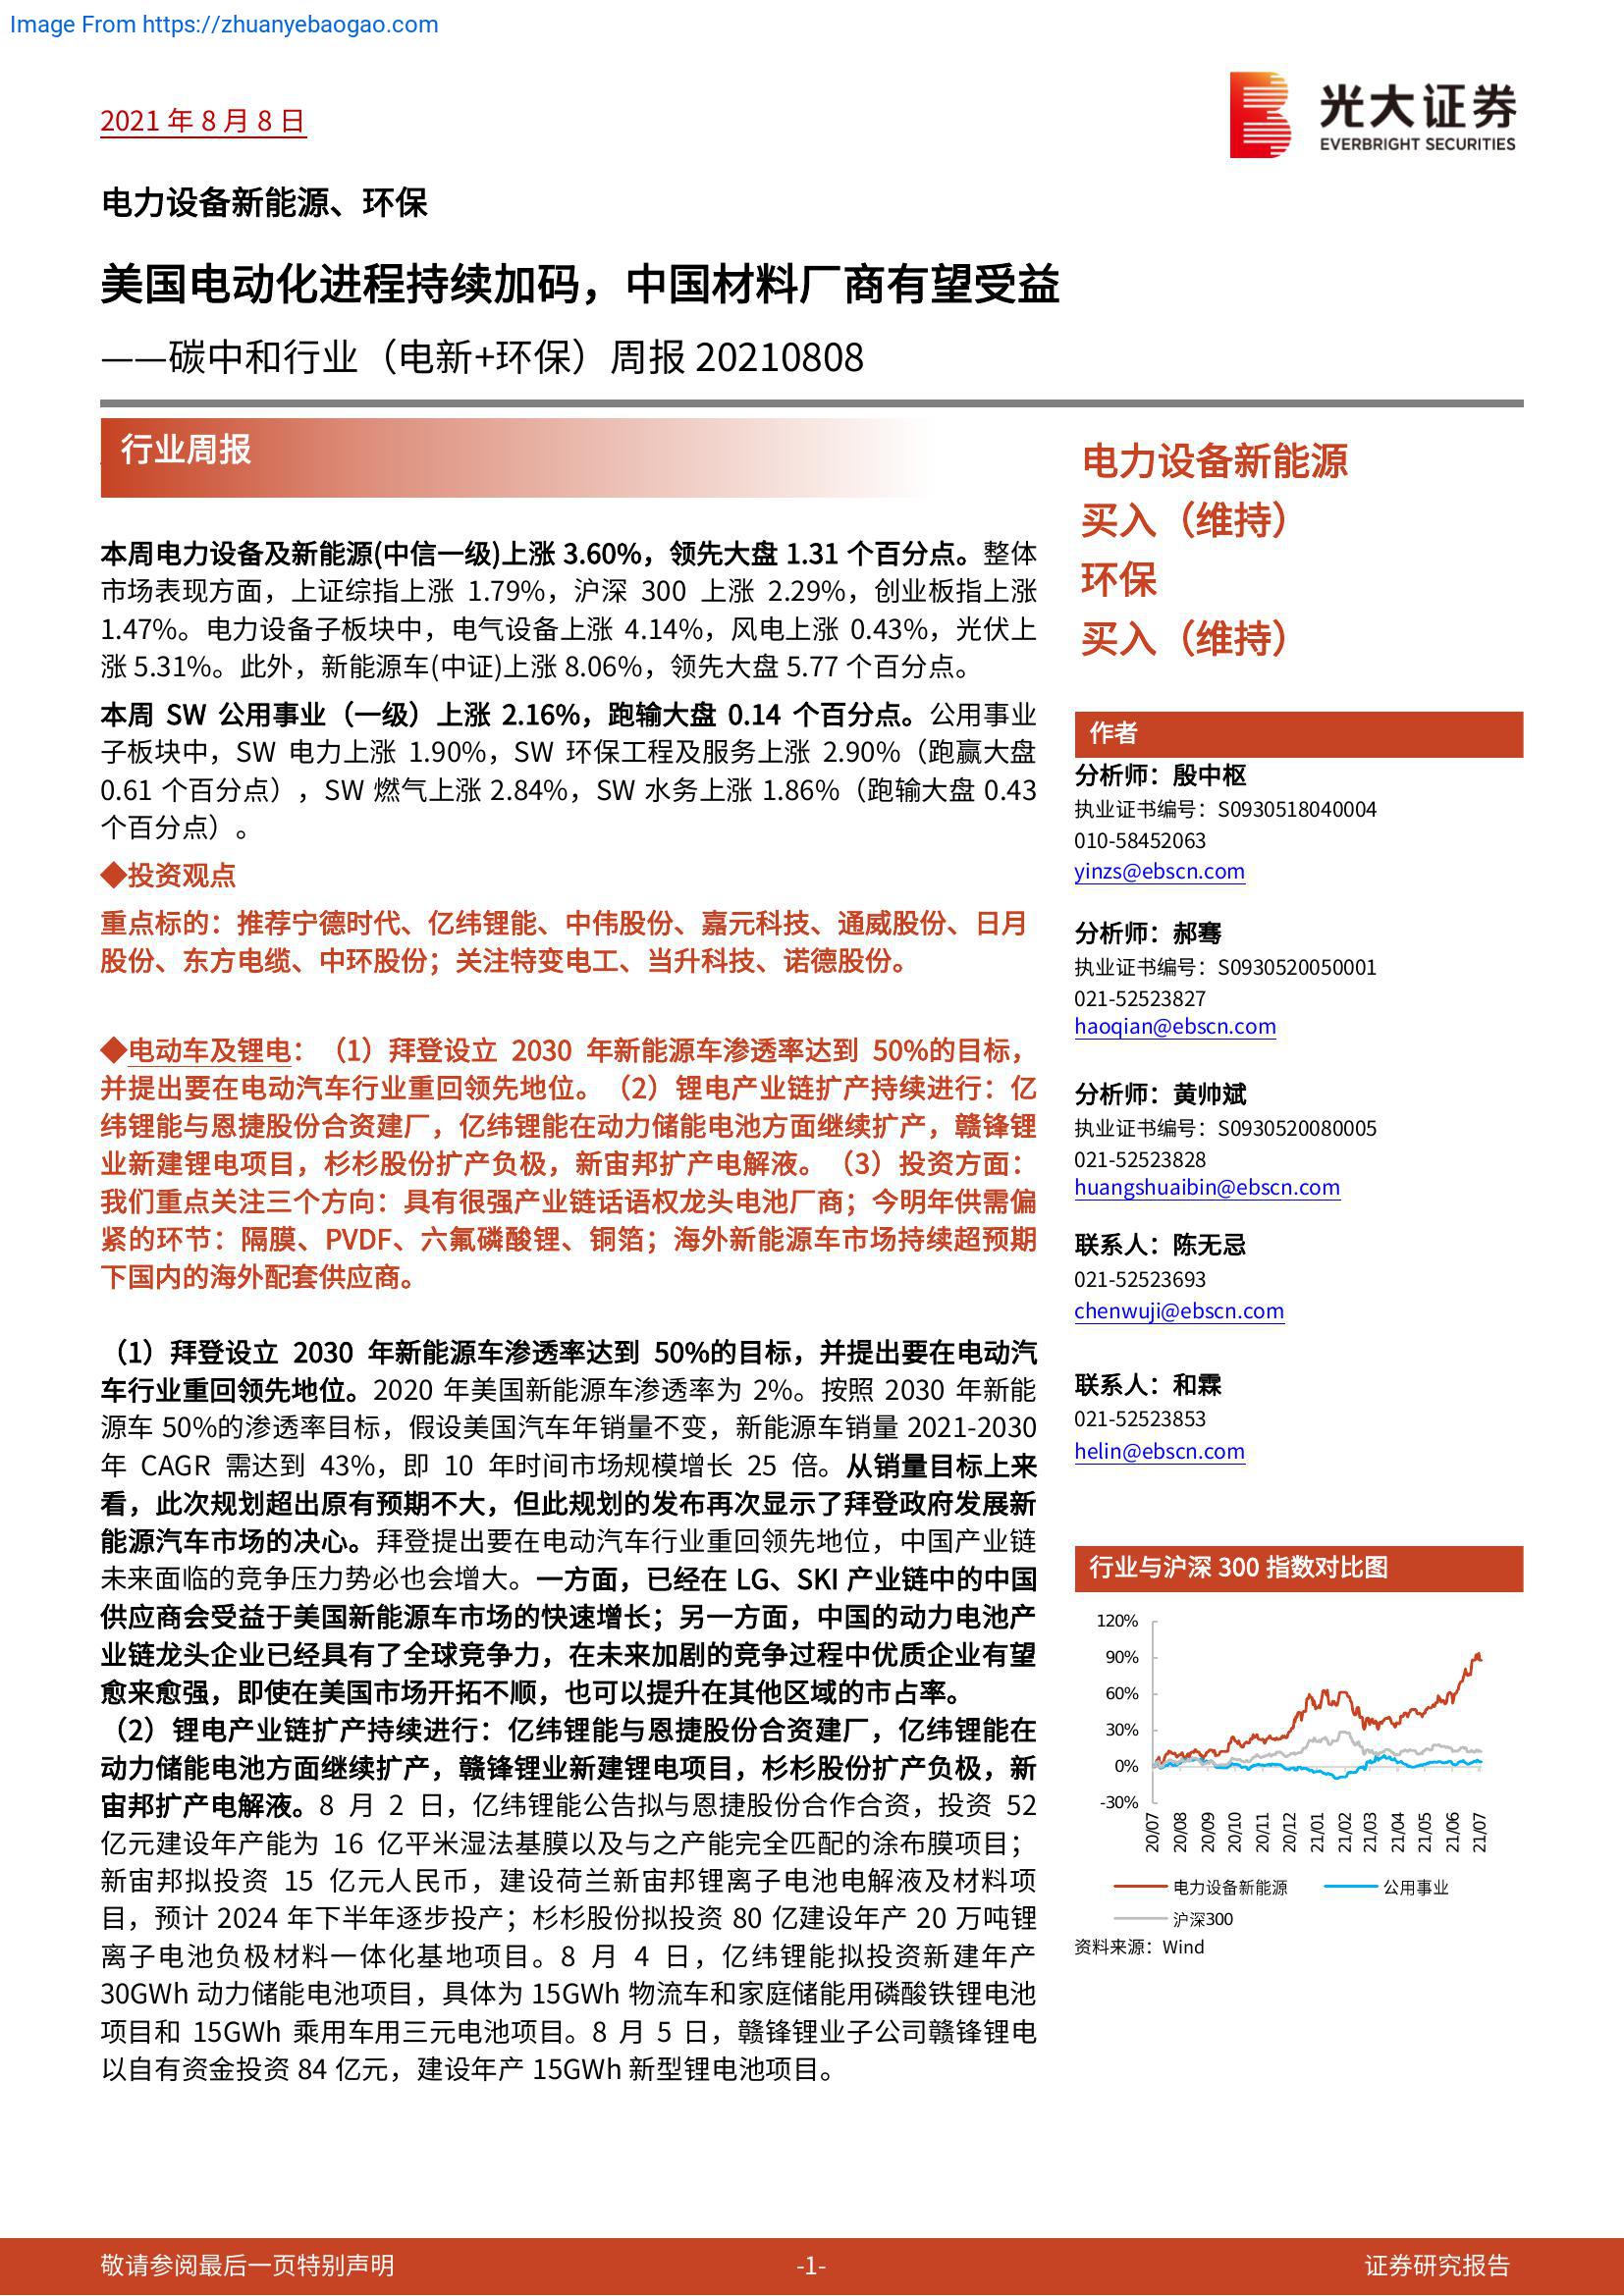 Image From https://zhuanyebaogao.com
2021 年 8 月 8 日
光大证券
EVERBRIGHT SECURITIES
电力设备新能源、环保
美国电动化进程持续加码，中国材料厂商有望受益
——碳中和行业（电新+环保）周报 20210808
行业周报
本周电力设备及新能源(中信一级)上涨 3.60%，领先大盘 1.31 个百分点。整体
市场表现方面，上证综指上涨 1.79%，沪深 300 上涨 2.29%，创业板指上涨
1.47%。电力设备子板块中，电气设备上涨 4.14%，风电上涨 0.43%，光伏上
涨 5.31%。此外，新能源车(中证)上涨 8.06%，领先大盘 5.77 个百分点。
本周 SW 公用事业（一级）上涨 2.16%，跑输大盘 0.14 个百分点。公用事业
子板块中，SW 电力上涨 1.90%，SW 环保工程及服务上涨 2.90%（跑赢大盘
0.61 个百分点），SW 燃气上涨 2.84%，SW 水务上涨 1.86%（跑输大盘 0.43
个百分点）。
◆投资观点
重点标的：推荐宁德时代、亿纬锂能、中伟股份、嘉元科技、通威股份、日月
股份、东方电缆、中环股份；关注特变电工、当升科技、诺德股份。
◆电动车及锂电：（1）拜登设立 2030 年新能源车渗透率达到 50%的目标，
并提出要在电动汽车行业重回领先地位。（2）锂电产业链扩产持续进行：亿
纬锂能与恩捷股份合资建厂，亿纬锂能在动力储能电池方面继续扩产，赣锋锂
业新建锂电项目，杉杉股份扩产负极，新宙邦扩产电解液。（3）投资方面：
我们重点关注三个方向：具有很强产业链话语权龙头电池厂商；今明年供需偏
紧的环节：隔膜、PVDF、六氟磷酸锂、铜箔；海外新能源车市场持续超预期
下国内的海外配套供应商。
（1）拜登设立 2030 年新能源车渗透率达到 50%的目标，并提出要在电动汽
车行业重回领先地位。2020 年美国新能源车渗透率为 2%。按照 2030 年新能
源车 50%的渗透率目标，假设美国汽车年销量不变，新能源车销量 2021-2030
年 CAGR 需达到 43%，即 10 年时间市场规模增长 25 倍。从销量目标上来
看，此次规划超出原有预期不大，但此规划的发布再次显示了拜登政府发展新
能源汽车市场的决心。拜登提出要在电动汽车行业重回领先地位，中国产业链
未来面临的竞争压力势必也会增大。一方面，已经在 LG、SKI 产业链中的中国
供应商会受益于美国新能源车市场的快速增长；另一方面，中国的动力电池产
业链龙头企业已经具有了全球竞争力，在未来加剧的竞争过程中优质企业有望
愈来愈强，即使在美国市场开拓不顺，也可以提升在其他区域的市占率。
（2）锂电产业链扩产持续进行：亿纬锂能与恩捷股份合资建厂，亿纬锂能在
动力储能电池方面继续扩产，赣锋锂业新建锂电项目，杉杉股份扩产负极，新
宙邦扩产电解液。8 月 2 日，亿纬锂能公告拟与恩捷股份合作合资，投资 52
亿元建设年产能为 16 亿平米湿法基膜以及与之产能完全匹配的涂布膜项目；
新宙邦拟投资 15 亿元人民币，建设荷兰新宙邦锂离子电池电解液及材料项
目，预计 2024 年下半年逐步投产；杉杉股份拟投资 80 亿建设年产 20 万吨锂
离子电池负极材料一体化基地项目。8 月 4 日，亿纬锂能拟投资新建年产
30GWh 动力储能电池项目，具体为 15GWh 物流车和家庭储能用磷酸铁锂电池
项目和 15GWh 乘用车用三元电池项目。8 月 5 日，赣锋锂业子公司赣锋锂电
以自有资金投资 84 亿元，建设年产 15GWh 新型锂电池项目。
电力设备新能源
买入（维持）
环保
买入（维持）
作者
分析师：殷中枢
执业证书编号：S0930518040004
010-58452063
yinzs@ebscn.com
分析师：郝骞
执业证书编号：S0930520050001
021-52523827
haoqian@ebscn.com
分析师：黄帅斌
执业证书编号：S0930520080005
021-52523828
huangshuaibin@ebscn.com
联系人：陈无忌
021-52523693
chenwuji@ebscn.com
联系人：和霖
021-52523853
helin@ebscn.com
行业与沪深 300 指数对比图
120%
90%
60%
30%
0%
-30%
20/07 20/08 20/09 20/10 20/11 20/12 21/01 21/02 21/03 21/04 21/05 21/06 21/07
电力设备新能源 公用事业
沪深300
资料来源：Wind
敬请参阅最后一页特别声明 -1- 证券研究报告